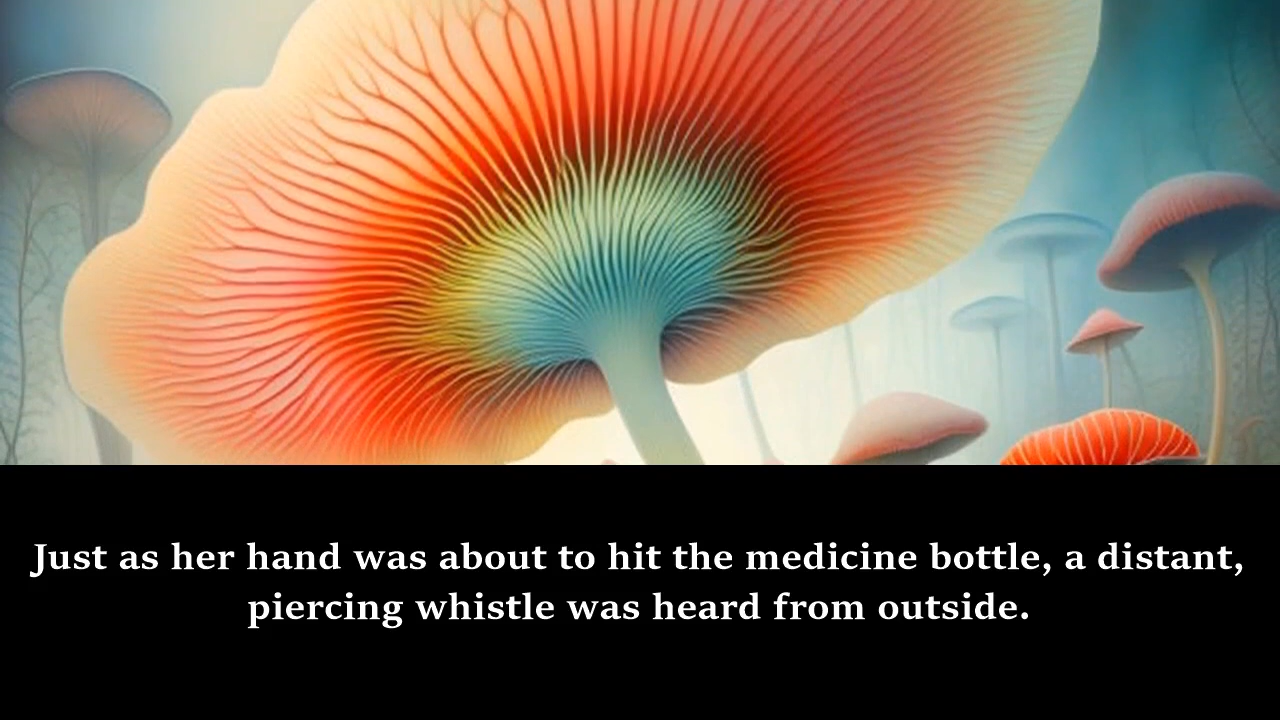 Just as her hand was about to hit the medicine bottle, a distant,
piercing whistle was heard from outside.